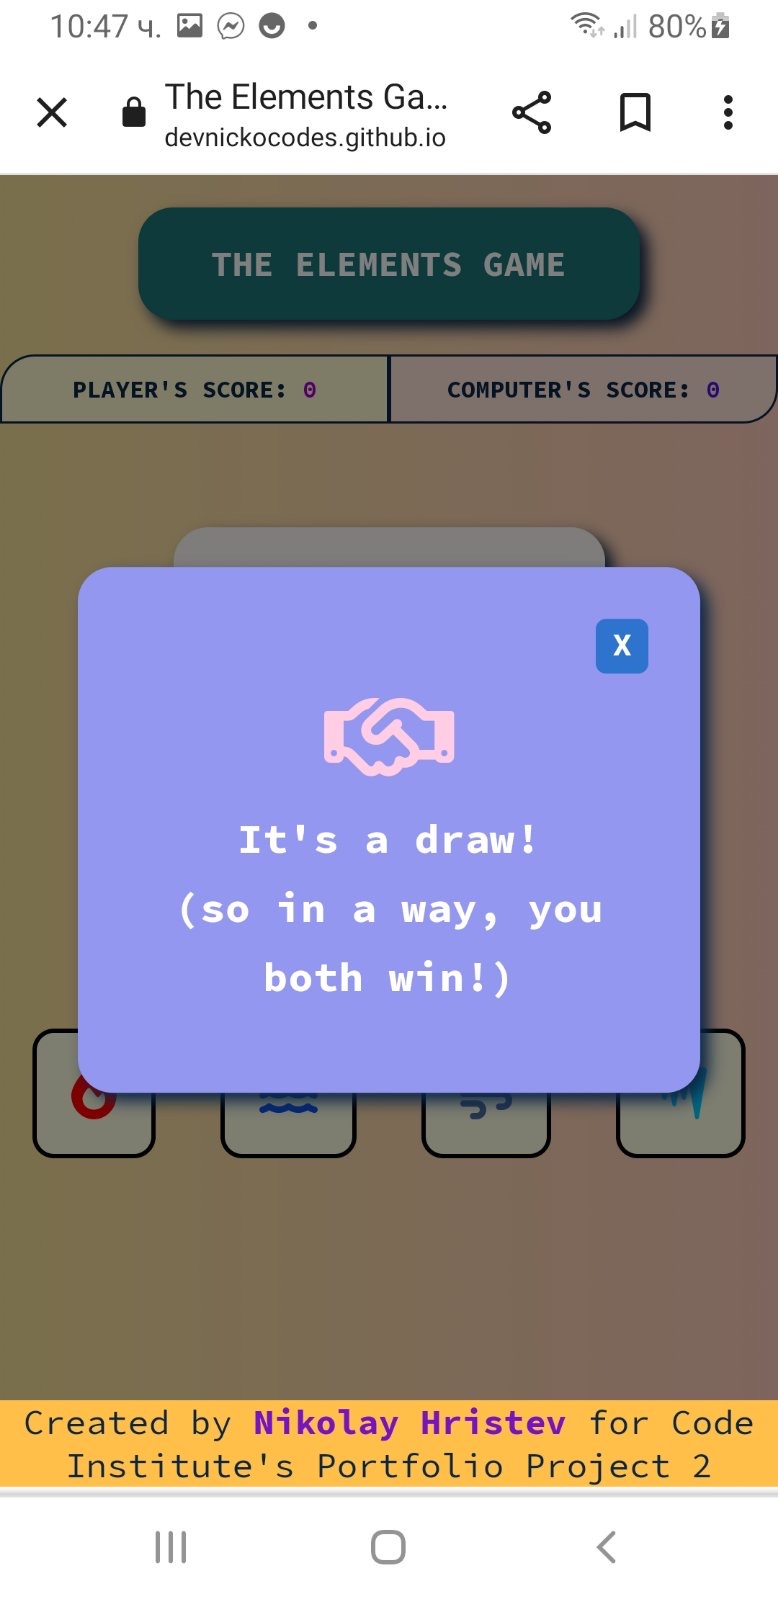 10:47 ч.
80%
The Elements Ga...
devnickocodes.github.io
THE ELEMENTS GAME
PLAYER'S SCORE: 0
COMPUTER'S SCORE: 0
X
It's a draw!
(so in a way, you
both win!)
Created by Nikolay Hristev for Code
Institute's Portfolio Project 2